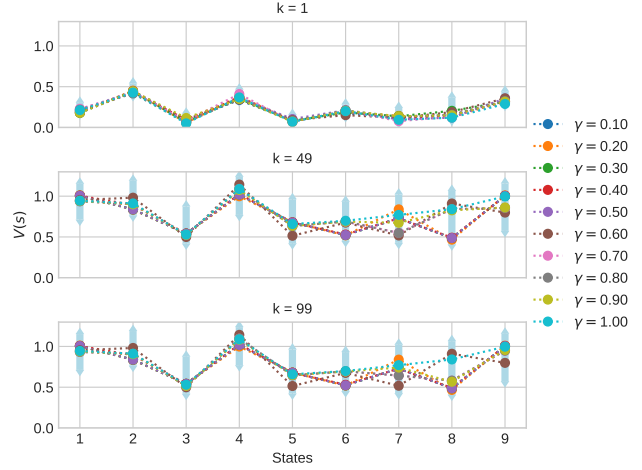 k = 1
1.0
0.5
0.0
k = 49
1.0
0.5
0.0
V(s)
k = 99
1.0
0.5
0.0
1 2 3 4 5 6 7 8 9
States
γ = 0.10
γ = 0.20
γ = 0.30
γ = 0.40
γ = 0.50
γ = 0.60
γ = 0.70
γ = 0.80
γ = 0.90
γ = 1.00